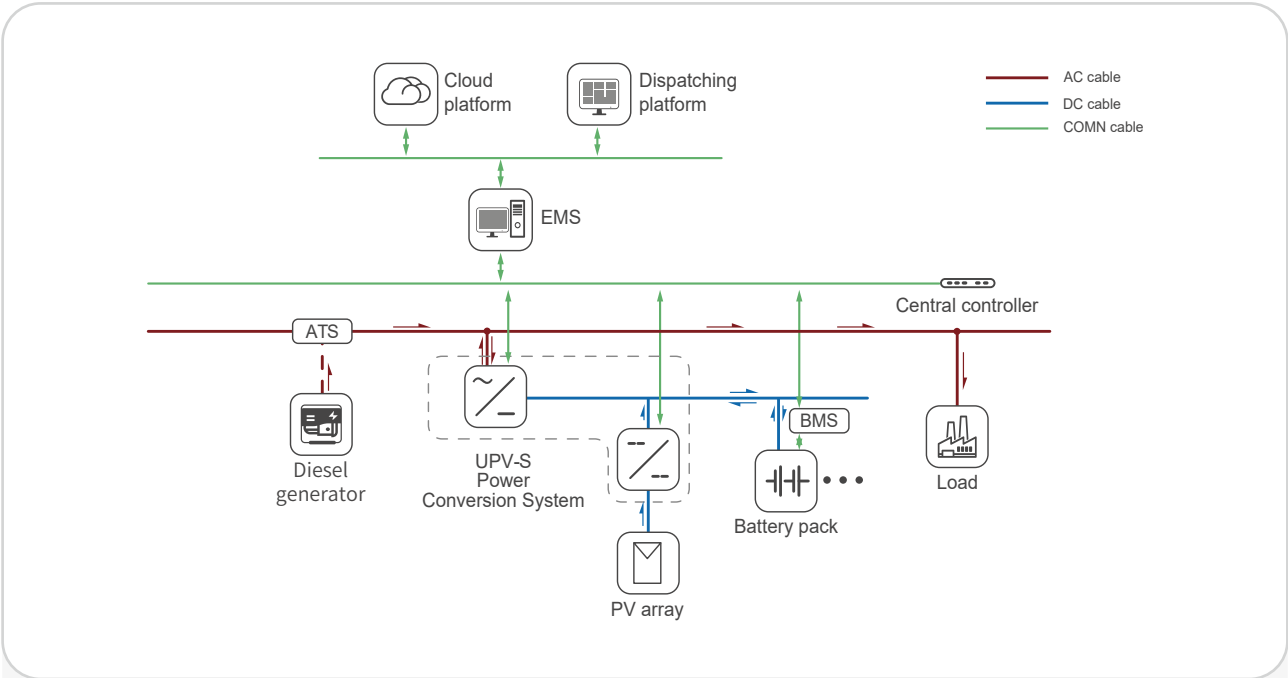 Cloud
platform
Dispatching
platform
AC cable
DC cable
COMN cable
EMS
Central controller
ATS
BMS
Diesel
generator
UPV-S
Power
Conversion System
Battery pack
Load
PV array